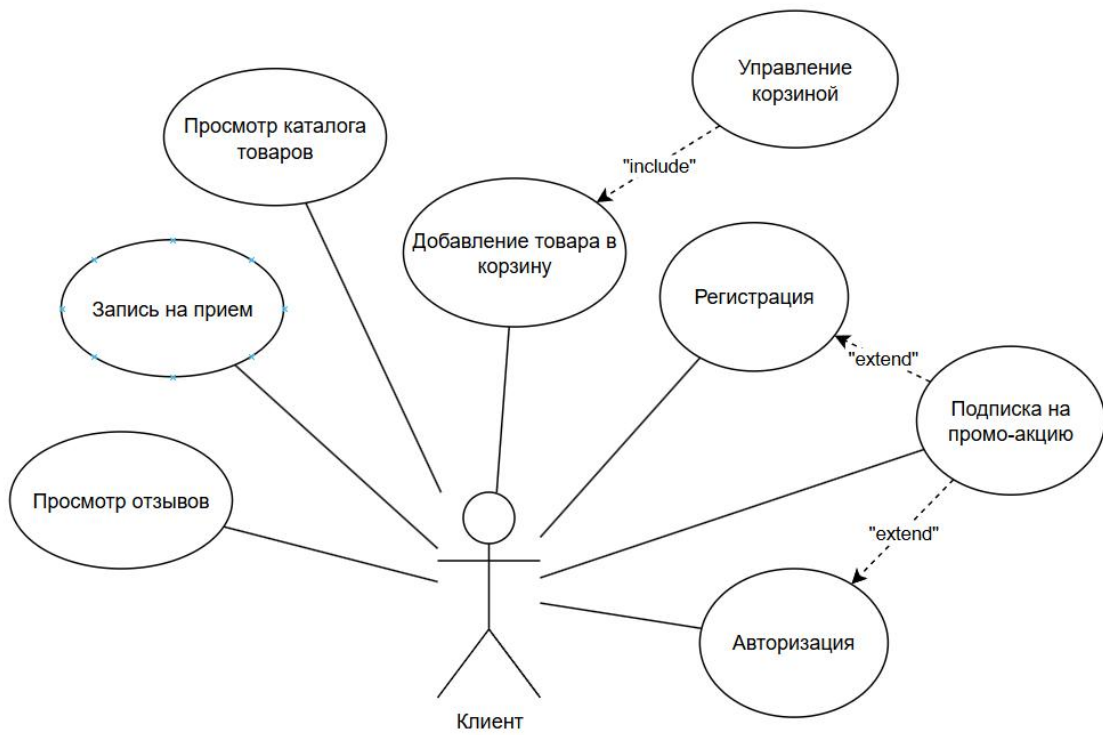 Управление
корзиной
Просмотр каталога
товаров
"include"
Добавление товара в
корзину
Регистрация
Запись на прием
"extend"
Подписка на
промо-акцию
Просмотр отзывов
"extend"
Авторизация
Клиент